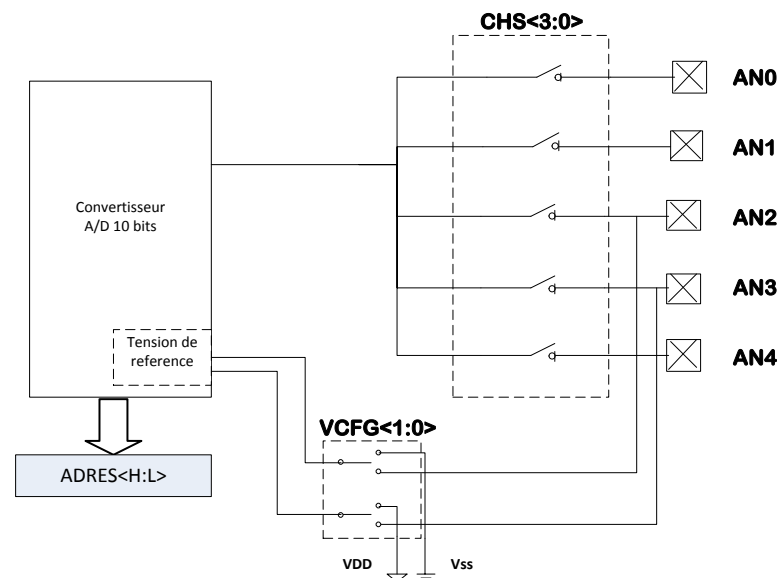 CHS<3:0>
AN0
AN1
Convertisseur
A/D 10 bits
AN2
AN3
Tension de
reference
AN4
VCFG<1:0>
ADRES<H:L>
VDD
Vss